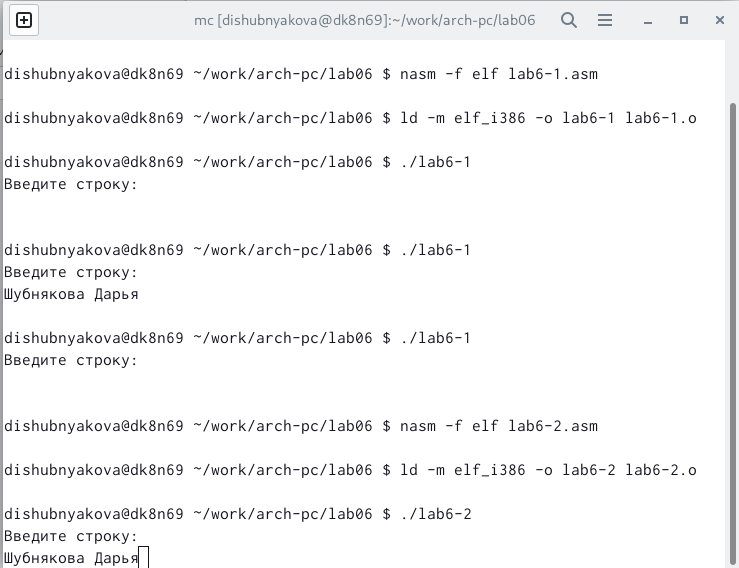 mc [dishubnyakova@dk8n69]:~/work/arch-pc/lab06
dishubnyakova@dk8n69 ~/work/arch-pc/lab06 $ nasm -f elf lab6-1.asm
dishubnyakova@dk8n69 ~/work/arch-pc/lab06 $ ld -m elf_i386 -o lab6-1 lab6-1.o
dishubnyakova@dk8n69 ~/work/arch-pc/lab06 $ ./lab6-1
Введите строку:
dishubnyakova@dk8n69 ~/work/arch-pc/lab06 $ ./lab6-1
Введите строку:
Шубнякова Дарья
dishubnyakova@dk8n69 ~/work/arch-pc/lab06 $ ./lab6-1
Введите строку:
dishubnyakova@dk8n69 ~/work/arch-pc/lab06 $ nasm -f elf lab6-2.asm
dishubnyakova@dk8n69 ~/work/arch-pc/lab06 $ ld -m elf_i386 -o lab6-2 lab6-2.o
dishubnyakova@dk8n69 ~/work/arch-pc/lab06 $ ./lab6-2
Введите строку:
Шубнякова Дарья